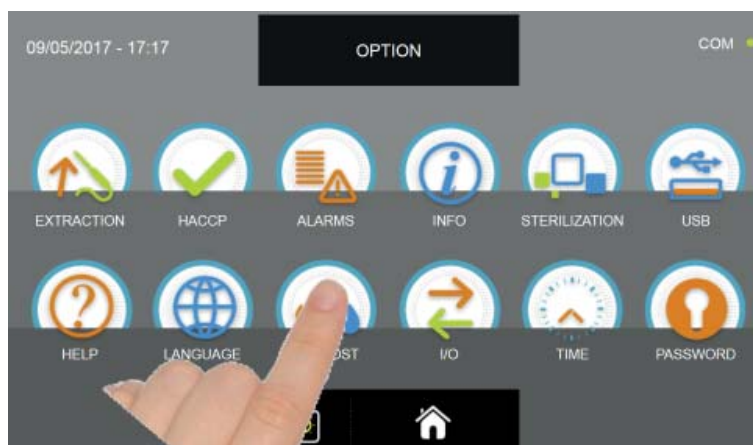 09/05/2017 - 17:17 OPTION COM
EXTRACTION HACCP ALARMS INFO STERILIZATION USB
HELP LANGUAGE I/O TIME PASSWORD